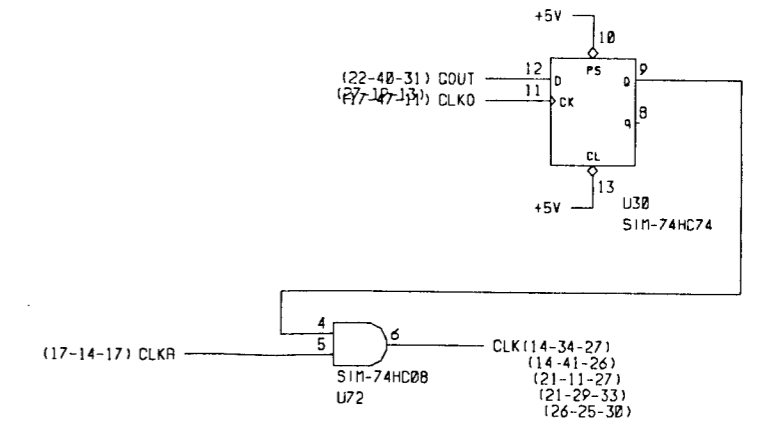 +5V
10
PS
(22-40-31) COUT
12
D
Q
9
11
CLKO
CK
q
8
CL
13
+5V
U30
SIM-74HC74
4
6
5
(17-14-17) CLKA
CLK(14-34-27)
(14-41-26)
SIM-74HC08
(21-11-27)
U72
(21-29-33)
(26-25-30)